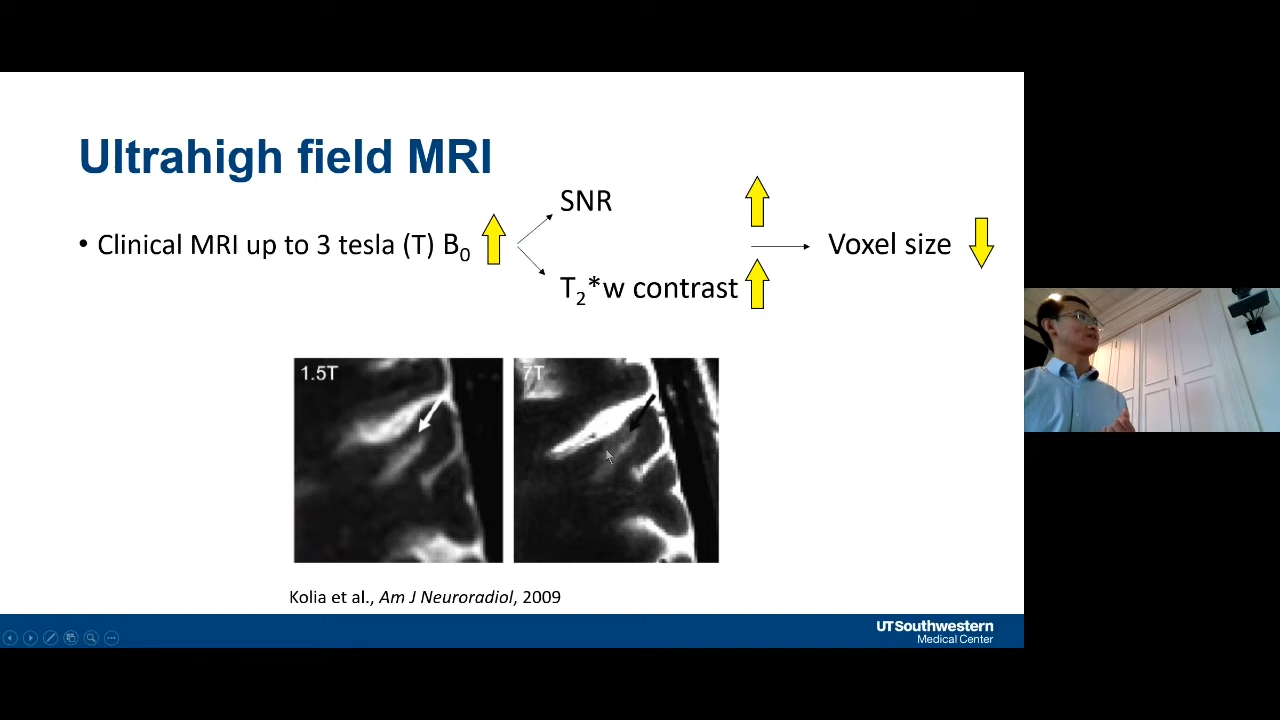 Ultrahigh field MRI
SNR
• Clinical MRI up to 3 tesla (T) B₀
Voxel size
T₂*w contrast
1.5T
7T
Kolia et al., Am J Neuroradiol, 2009
UTSouthwestern
Medical Center